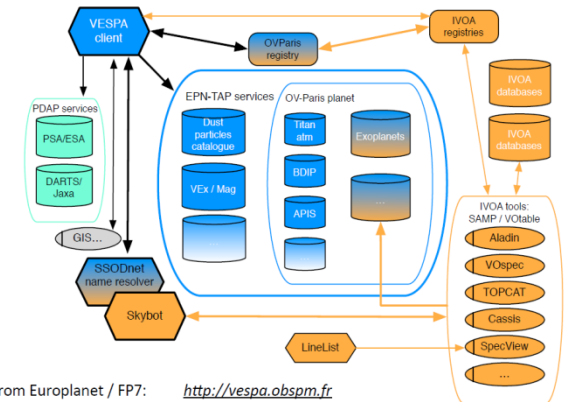 VESPA
client
OVParis
registry
IVOA
registries
PDAP services
PSA/ESA
DARTS/
Jaxa
GIS...
SSODnet
name resolver
Skybot
EPN-TAP services
Dust
particles
catalogue
VEx / Mag
...
OV-Paris planet
Titan
atm
BDIP
APIS
...
Exoplanets
...
IVOA
databases
IVOA
databases
IVOA tools:
SAMP / VOtable
Aladin
VOspec
TOPCAT
Cassis
SpecView
...
LineList
rom Europlanet / FP7: http://vespa.obspm.fr